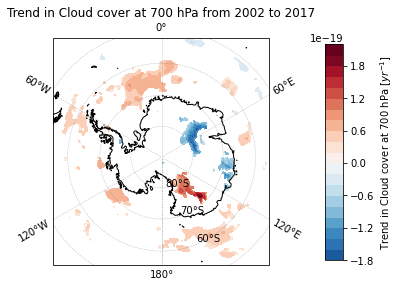 Trend in Cloud cover at 700 hPa from 2002 to 2017
0°
1e−19
60°W
60°E
1.8
1.2
0.6
0.0
−0.6
−1.2
−1.8
80°S
70°S
60°S
120°W
120°E
180°
Trend in Cloud cover at 700 hPa [yr⁻¹]